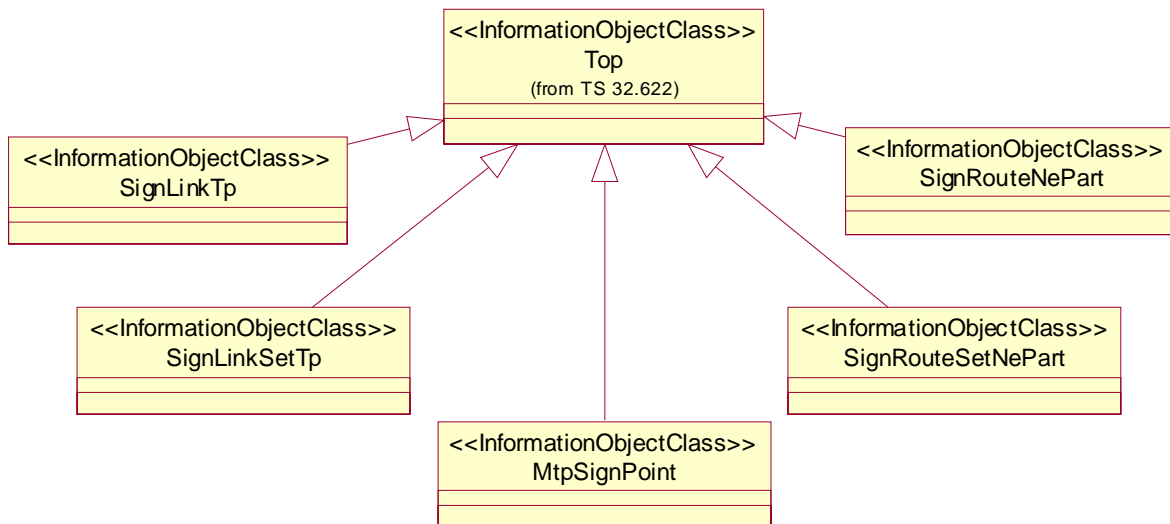 <<InformationObjectClass>>
Top
(from TS 32.622)
<<InformationObjectClass>>
SignLinkTp
<<InformationObjectClass>>
SignRouteNePart
<<InformationObjectClass>>
SignLinkSetTp
<<InformationObjectClass>>
SignRouteSetNePart
<<InformationObjectClass>>
MtpSignPoint